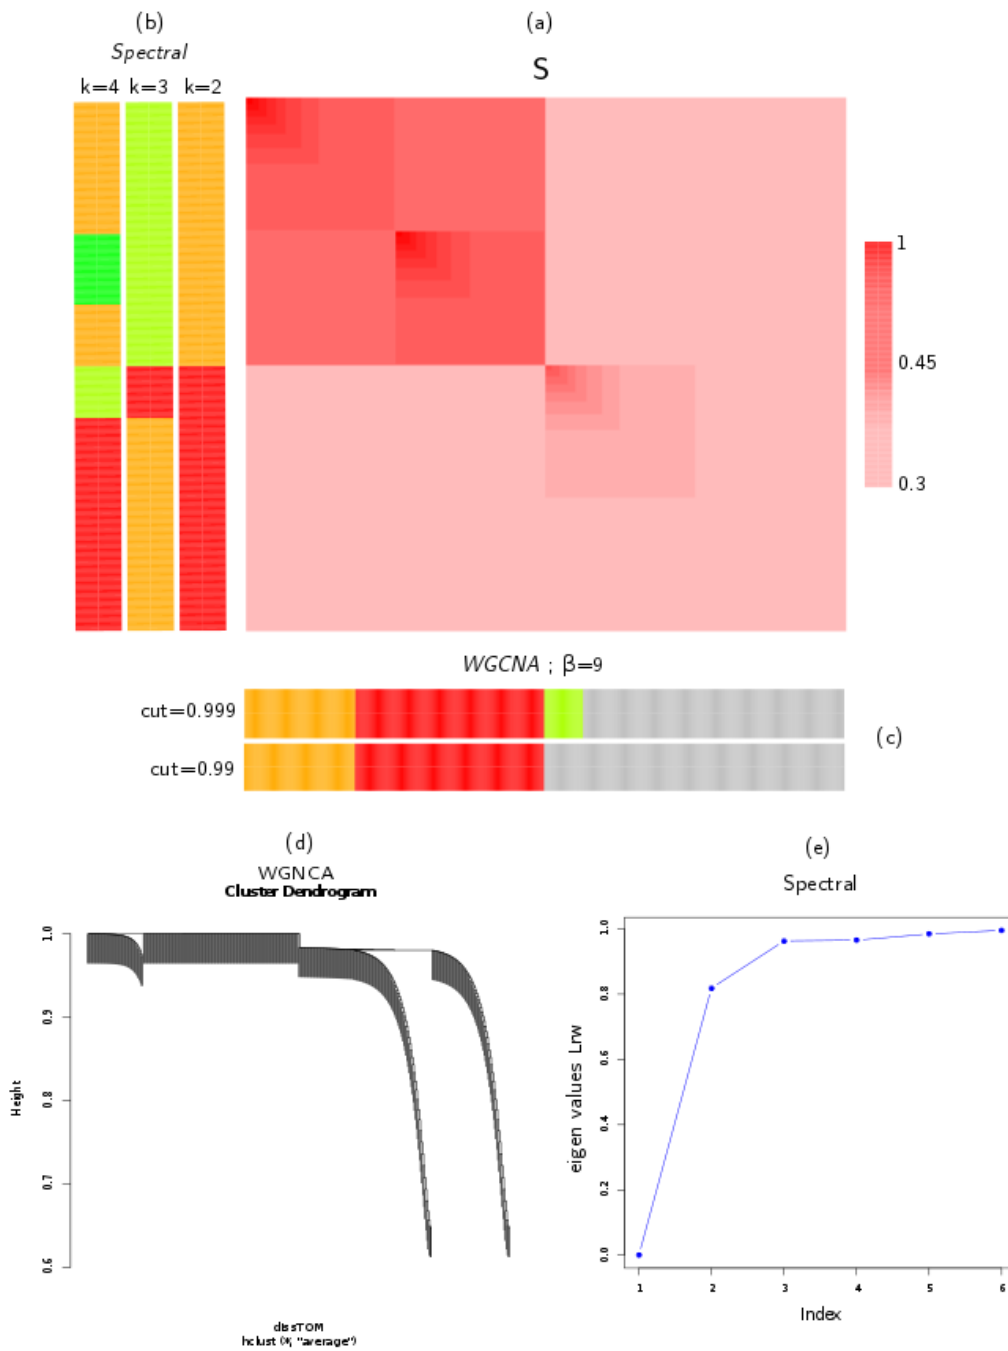 (b)
(a)
Spectral
k=4 k=3 k=2
S
1
0.45
0.3
WGCNA ; β=9
cut=0.999
cut=0.99
(c)
(d)
WGNCA
Cluster Dendrogram
Height
1.0
0.9
0.8
0.7
0.6
dissTOM
hclust (*, "average")
(e)
Spectral
eigen values Lrw
1.0
0.8
0.6
0.4
0.2
0.0
1 2 3 4 5 6
Index